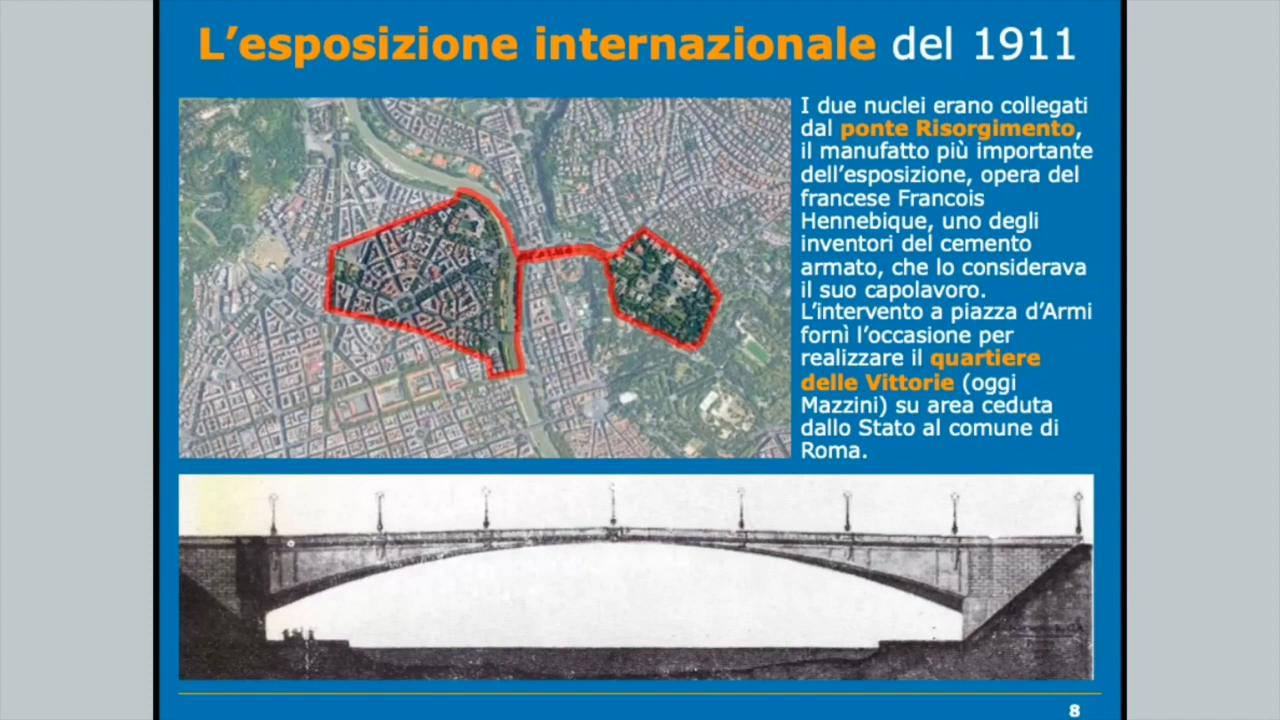 L’esposizione internazionale del 1911
I due nuclei erano collegati
dal ponte Risorgimento,
il manufatto più importante
dell’esposizione, opera del
francese Francois
Hennebique, uno degli
inventori del cemento
armato, che lo considerava
il suo capolavoro.
L’intervento a piazza d’Armi
fornì l’occasione per
realizzare il quartiere
delle Vittorie (oggi
Mazzini) su area ceduta
dallo Stato al comune di
Roma.
8